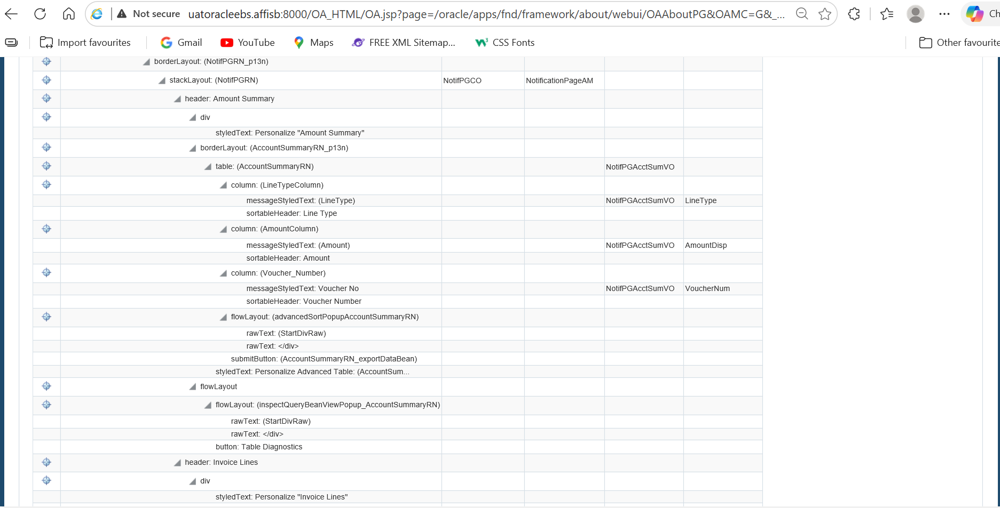 Not secure uatoracleebs.affisb:8000/OA_HTML/OA.jsp?page=/oracle/apps/fnd/framework/about/webui/OAAboutPG&OAMC=G&_... Ch
Import favourites Gmail YouTube Maps FREE XML Sitemap... CSS Fonts Other favourite
borderLayout: (NotifPGRN_p13n)
stackLayout: (NotifPGRN) NotifPGCO NotificationPageAM
header: Amount Summary
div
styledText: Personalize "Amount Summary"
borderLayout: (AccountSummaryRN_p13n)
table: (AccountSummaryRN) NotifPGAcctSumVO
column: (LineTypeColumn)
messageStyledText: (LineType) NotifPGAcctSumVO LineType
sortableHeader: Line Type
column: (AmountColumn)
messageStyledText: (Amount) NotifPGAcctSumVO AmountDisp
sortableHeader: Amount
column: (Voucher_Number)
messageStyledText: Voucher No NotifPGAcctSumVO VoucherNum
sortableHeader: Voucher Number
flowLayout: (advancedSortPopupAccountSummaryRN)
rawText: (StartDivRaw)
rawText: </div>
submitButton: (AccountSummaryRN_exportDataBean)
styledText: Personalize Advanced Table: (AccountSum...
flowLayout
flowLayout: (inspectQueryBeanViewPopup_AccountSummaryRN)
rawText: (StartDivRaw)
rawText: </div>
button: Table Diagnostics
header: Invoice Lines
div
styledText: Personalize "Invoice Lines"